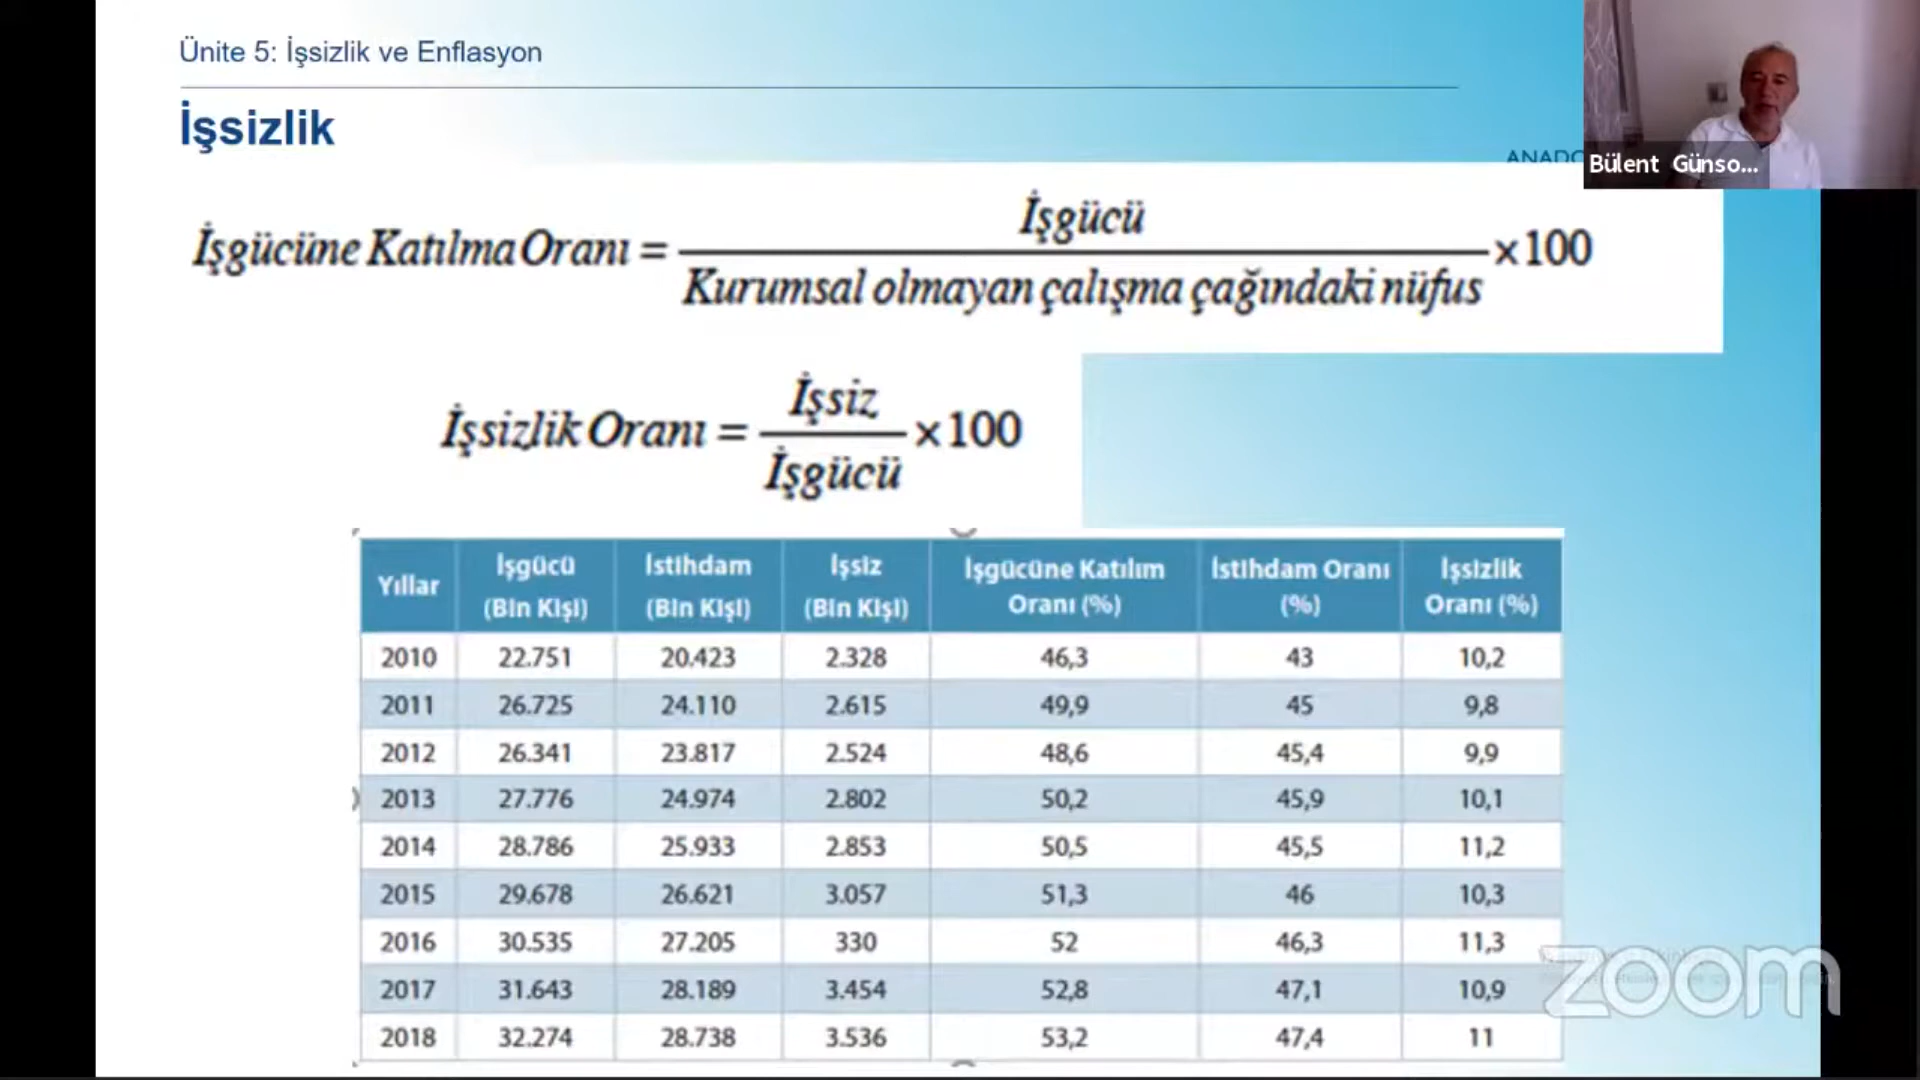 Ünite 5: İşsizlik ve Enflasyon
İşsizlik
ANADO
Bülent Günso...
İşgücüne Katılma Oranı = İşgücü / Kurumsal olmayan çalışma çağındaki nüfus x100
İşsizlik Oranı = İşsiz / İşgücü x100
Yıllar İşgücü (Bin Kişi) İstihdam (Bin Kişi) İşsiz (Bin Kişi) İşgücüne Katılım Oranı (%) İstihdam Oranı (%) İşsizlik Oranı (%)
2010 22.751 20.423 2.328 46,3 43 10,2
2011 26.725 24.110 2.615 49,9 45 9,8
2012 26.341 23.817 2.524 48,6 45,4 9,9
2013 27.776 24.974 2.802 50,2 45,9 10,1
2014 28.786 25.933 2.853 50,5 45,5 11,2
2015 29.678 26.621 3.057 51,3 46 10,3
2016 30.535 27.205 330 52 46,3 11,3
2017 31.643 28.189 3.454 52,8 47,1 10,9
2018 32.274 28.738 3.536 53,2 47,4 11
zoom